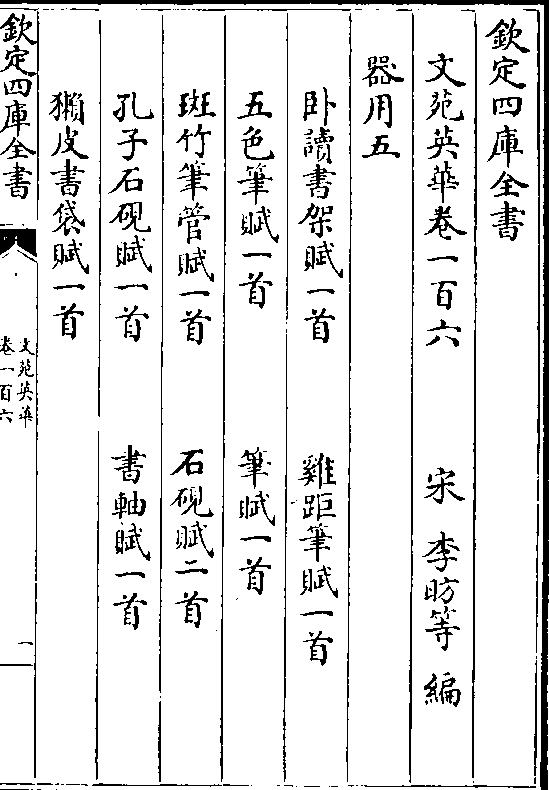 欽定四庫全書
文苑英華卷一百六 宋 李昉等 編
器用五
卧讀書架賦一首 雞距筆賦一首
五色筆賦一首 筆賦一首
斑竹筆管賦一首 石硯賦二首
孔子石硯賦一首 書軸賦一首
獺皮書袋賦一首
欽定四庫全書
文苑英華
卷一百六
一